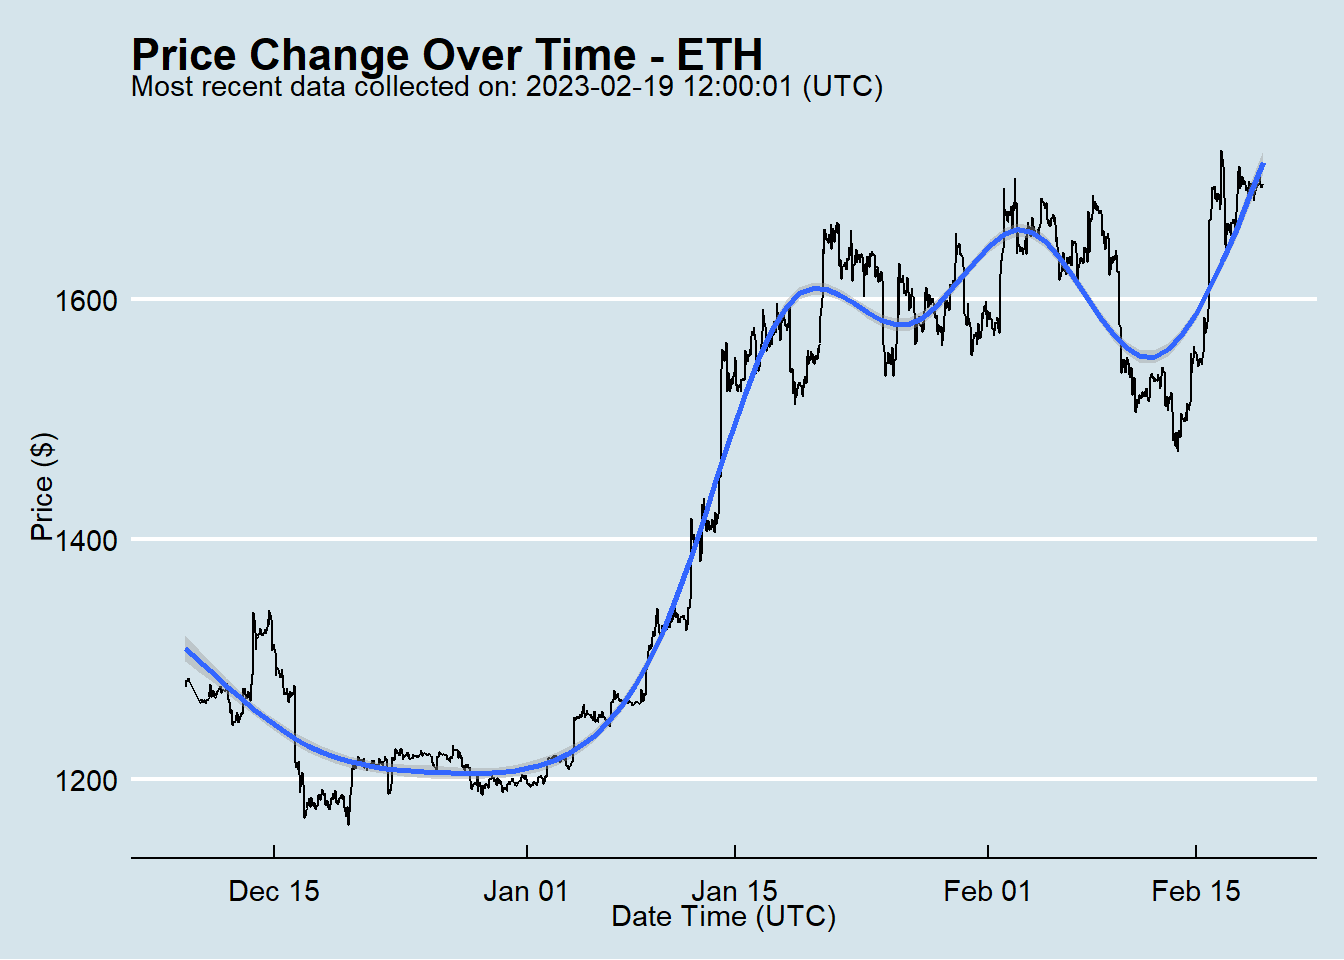 Price Change Over Time - ETH
Most recent data collected on: 2023-02-19 12:00:01 (UTC)
Price ($)
1600
1400
1200
Dec 15
Jan 01
Jan 15
Feb 01
Feb 15
Date Time (UTC)